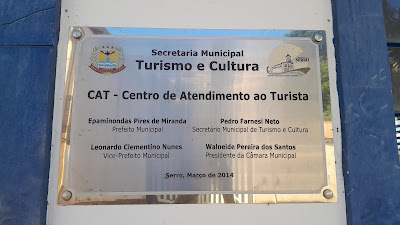 Secretaria Municipal
Turismo e Cultura
CAT - Centro de Atendimento ao Turista
Epaminondas Pires de Miranda
Prefeito Municipal
Pedro Farnesi Neto
Secretário Municipal de Turismo e Cultura
Leonardo Clementino Nunes
Vice-Prefeito Municipal
Walneide Pereira dos Santos
Presidente da Câmara Municipal
Serro, Março de 2014